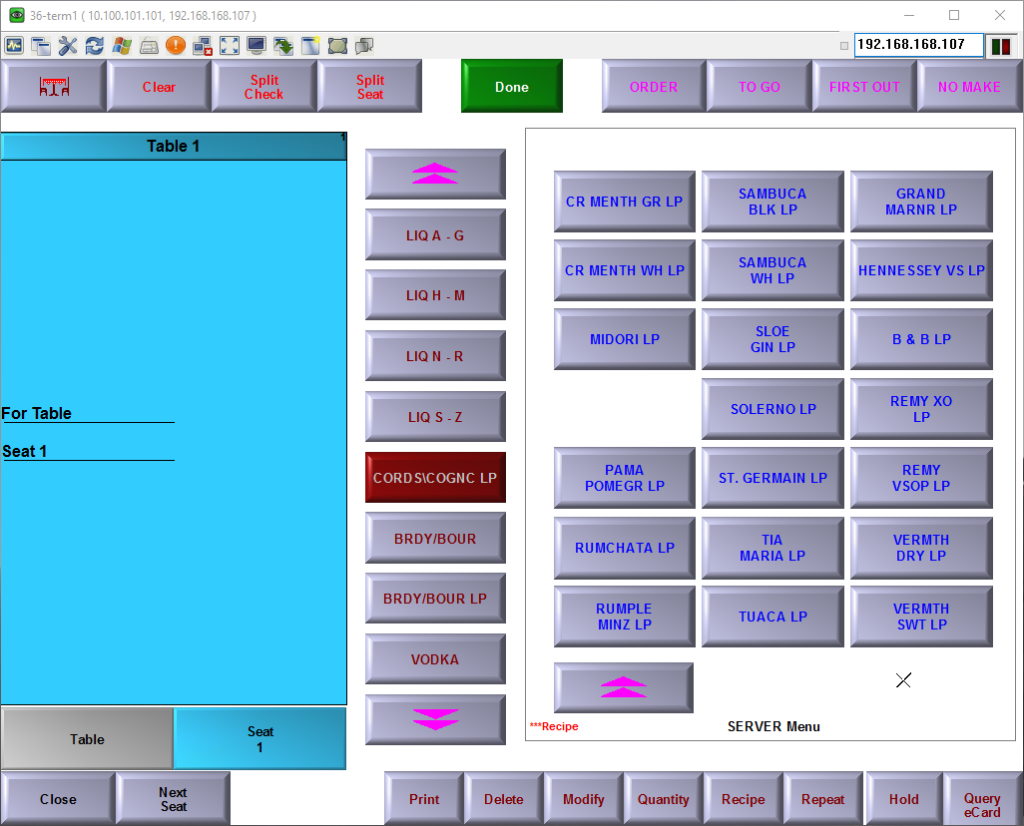 36-term1 ( 10.100.101.101, 192.168.168.107 )
192.168.168.107
Clear
Split
Check
Split
Seat
Done
ORDER
TO GO
FIRST OUT
NO MAKE
Table 1
1
For Table
Seat 1
Table
Seat
1
Close
Next
Seat
LIQ A - G
LIQ H - M
LIQ N - R
LIQ S - Z
CORDS\COGNC LP
BRDY/BOUR
BRDY/BOUR LP
VODKA
CR MENTH GR LP
SAMBUCA
BLK LP
GRAND
MARNR LP
CR MENTH WH LP
SAMBUCA
WH LP
HENNESSEY VS LP
MIDORI LP
SLOE
GIN LP
B & B LP
SOLERNO LP
REMY XO
LP
PAMA
POMEGR LP
ST. GERMAIN LP
REMY
VSOP LP
RUMCHATA LP
TIA
MARIA LP
VERMTH
DRY LP
RUMPLE
MINZ LP
TUACA LP
VERMTH
SWT LP
***Recipe
SERVER Menu
Print
Delete
Modify
Quantity
Recipe
Repeat
Hold
Query
eCard